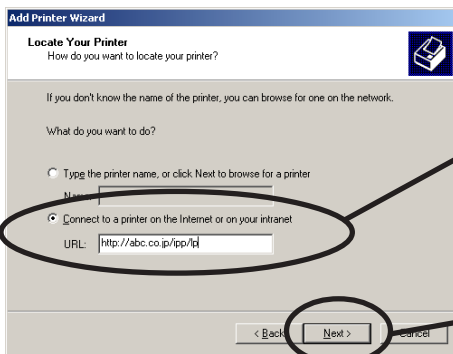 Add Printer Wizard
Locate Your Printer
How do you want to locate your printer?
If you don't know the name of the printer, you can browse for one on the network.
What do you want to do?
Type the printer name, or click Next to browse for a printer
Name:
Connect to a printer on the Internet or on your intranet
URL: http://abc.co.jp/ipp/lp
< Back Next > Cancel